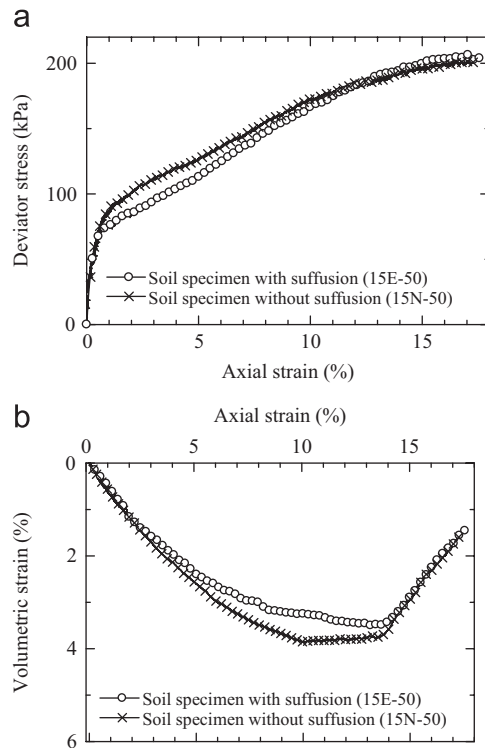 a
200
100
0
Deviator stress (kPa)
Soil specimen with suffusion (15E-50)
Soil specimen without suffusion (15N-50)
0 5 10 15
Axial strain (%)
b
Axial strain (%)
0 5 10 15
0
2
4
6
Volumetric strain (%)
Soil specimen with suffusion (15E-50)
Soil specimen without suffusion (15N-50)